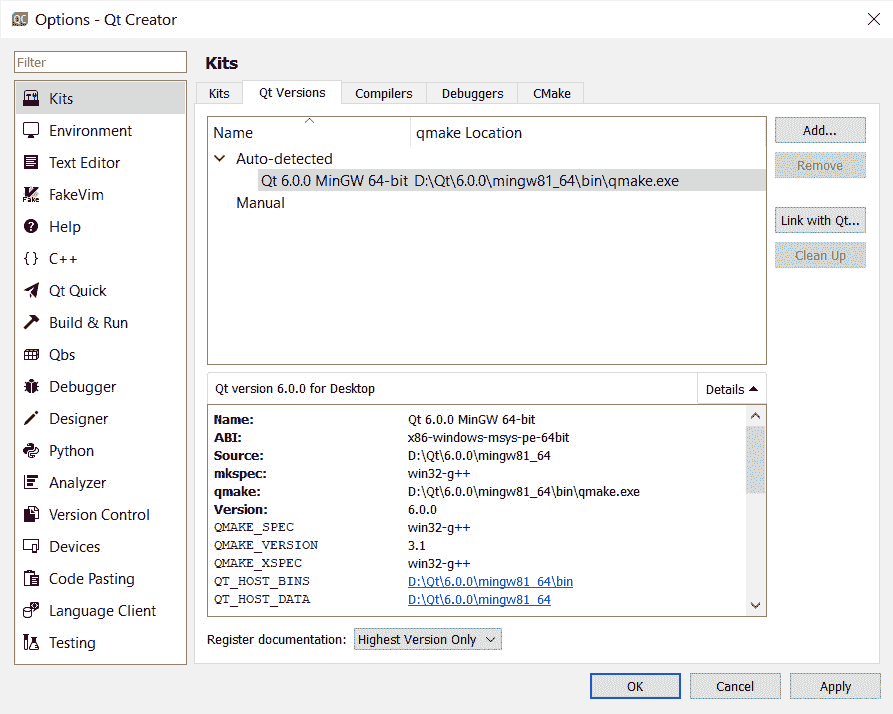 QC Options - Qt Creator
Filter
Kits
Environment
Text Editor
FakeVim
Help
C++
Qt Quick
Build & Run
Qbs
Debugger
Designer
Python
Analyzer
Version Control
Devices
Code Pasting
Language Client
Testing
Kits
Kits Qt Versions Compilers Debuggers CMake
Name qmake Location
Auto-detected
Qt 6.0.0 MinGW 64-bit D:\Qt\6.0.0\mingw81_64\bin\qmake.exe
Manual
Add...
Remove
Link with Qt...
Clean Up
Qt version 6.0.0 for Desktop Details
Name: Qt 6.0.0 MinGW 64-bit
ABI: x86-windows-msys-pe-64bit
Source: D:\Qt\6.0.0\mingw81_64
mkspec: win32-g++
qmake: D:\Qt\6.0.0\mingw81_64\bin\qmake.exe
Version: 6.0.0
QMAKE_SPEC win32-g++
QMAKE_VERSION 3.1
QMAKE_XSPEC win32-g++
QT_HOST_BINS D:\Qt\6.0.0\mingw81_64\bin
QT_HOST_DATA D:\Qt\6.0.0\mingw81_64
Register documentation: Highest Version Only
OK Cancel Apply